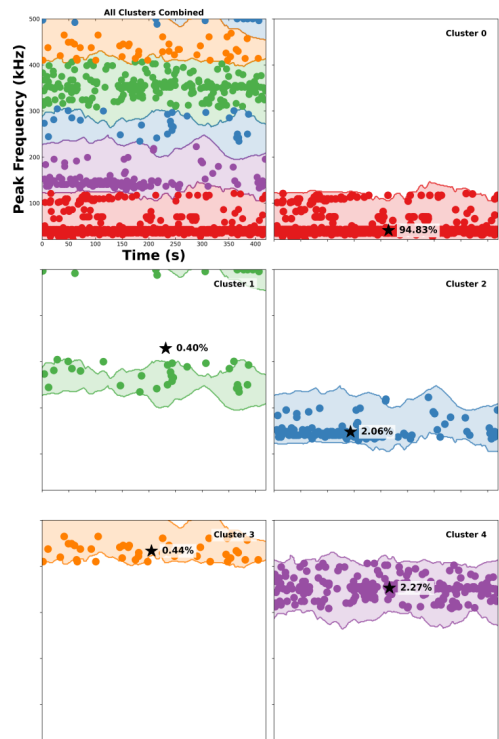 All Clusters Combined
Peak Frequency (kHz)
500
400
300
200
100
0
50
100
150
200
250
300
350
400
Time (s)
Cluster 0
94.83%
Cluster 1
0.40%
Cluster 2
2.06%
Cluster 3
0.44%
Cluster 4
2.27%